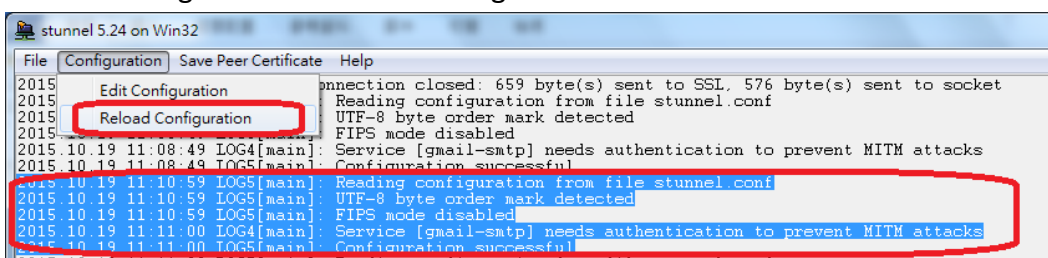 stunnel 5.24 on Win32
File Configuration Save Peer Certificate Help
Edit Configuration
Reload Configuration
2015 nnection closed: 659 byte(s) sent to SSL, 576 byte(s) sent to socket
2015 Reading configuration from file stunnel.conf
2015 UTF-8 byte order mark detected
FIPS mode disabled
2015.10.19 11:08:49 LOG4[main]: Service [gmail-smtp] needs authentication to prevent MITM attacks
2015.10.19 11:08:49 LOG5[main]: Configuration successful
2015.10.19 11:10:59 LOG5[main]: Reading configuration from file stunnel.conf
2015.10.19 11:10:59 LOG5[main]: UTF-8 byte order mark detected
2015.10.19 11:10:59 LOG5[main]: FIPS mode disabled
2015.10.19 11:11:00 LOG4[main]: Service [gmail-smtp] needs authentication to prevent MITM attacks
2015.10.19 11:11:00 LOG5[main]: Configuration successful